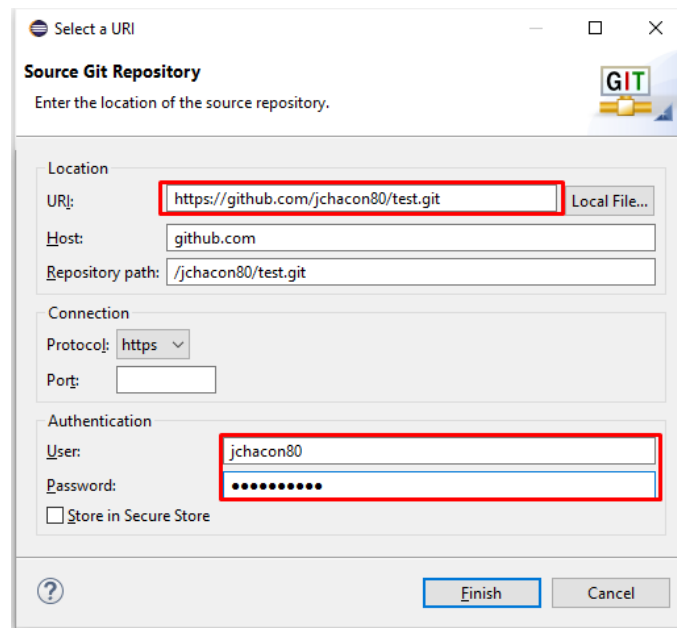 Select a URI
Source Git Repository
Enter the location of the source repository.
GIT
Location
URI: https://github.com/jchacon80/test.git Local File...
Host: github.com
Repository path: /jchacon80/test.git
Connection
Protocol: https
Port:
Authentication
User: jchacon80
Password: ●●●●●●●●●●
Store in Secure Store
? Finish Cancel